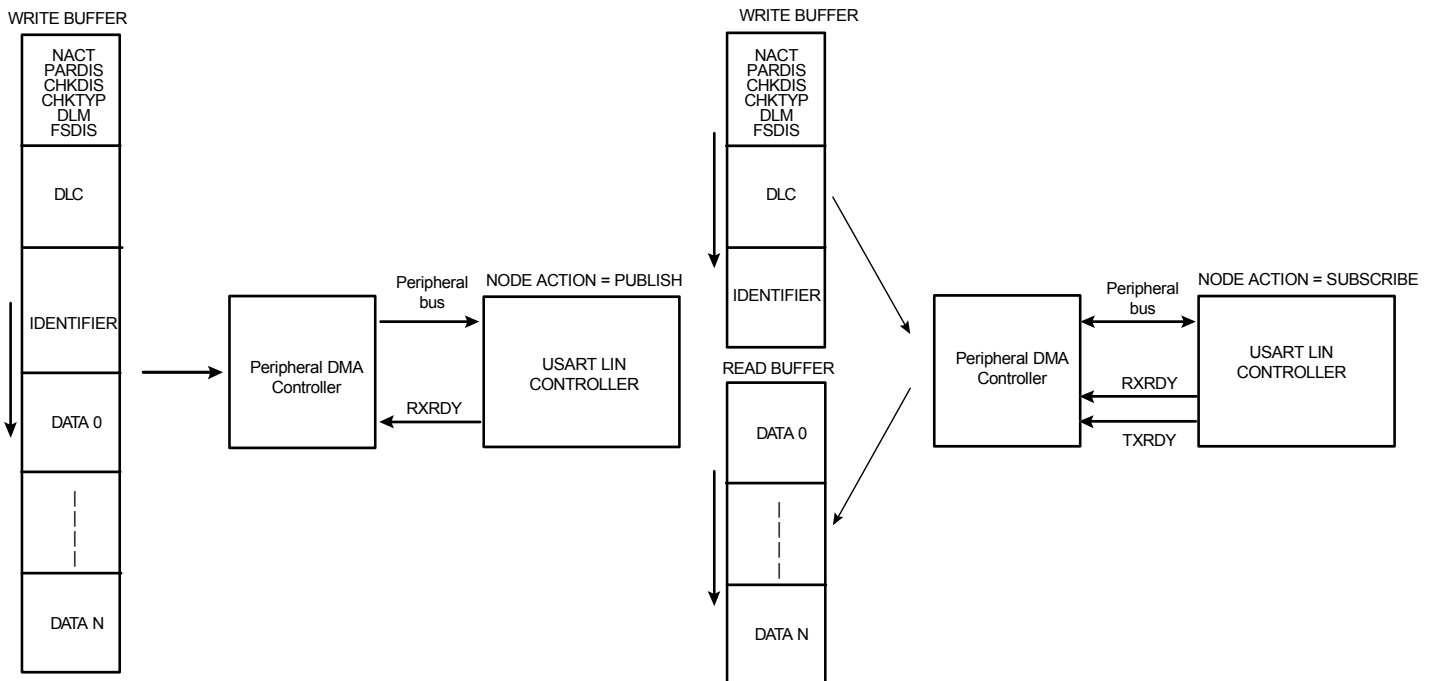 WRITE BUFFER
NACT
PARDIS
CHKDIS
CHKTYP
DLM
FSDIS
DLC
IDENTIFIER
DATA 0
DATA N
Peripheral DMA
Controller
Peripheral
bus
RXRDY
NODE ACTION = PUBLISH
USART LIN
CONTROLLER
WRITE BUFFER
NACT
PARDIS
CHKDIS
CHKTYP
DLM
FSDIS
DLC
IDENTIFIER
READ BUFFER
DATA 0
DATA N
Peripheral DMA
Controller
Peripheral
bus
RXRDY
TXRDY
NODE ACTION = SUBSCRIBE
USART LIN
CONTROLLER